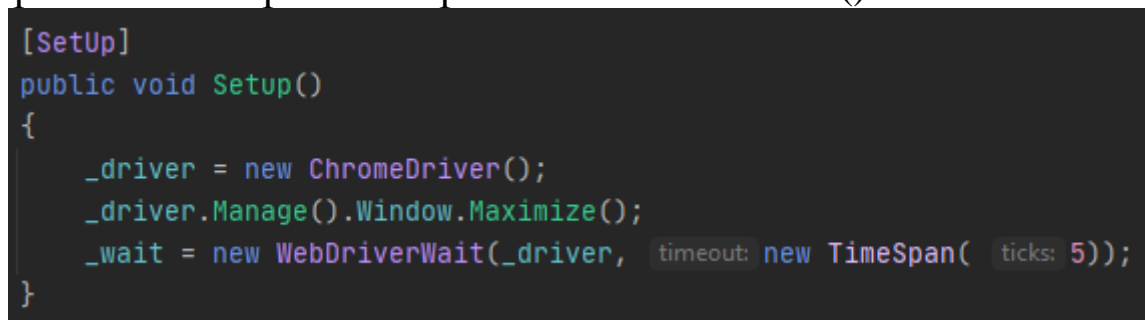 [SetUp]
public void Setup()
{
_driver = new ChromeDriver();
_driver.Manage().Window.Maximize();
_wait = new WebDriverWait(_driver, timeout: new TimeSpan( ticks: 5));
}